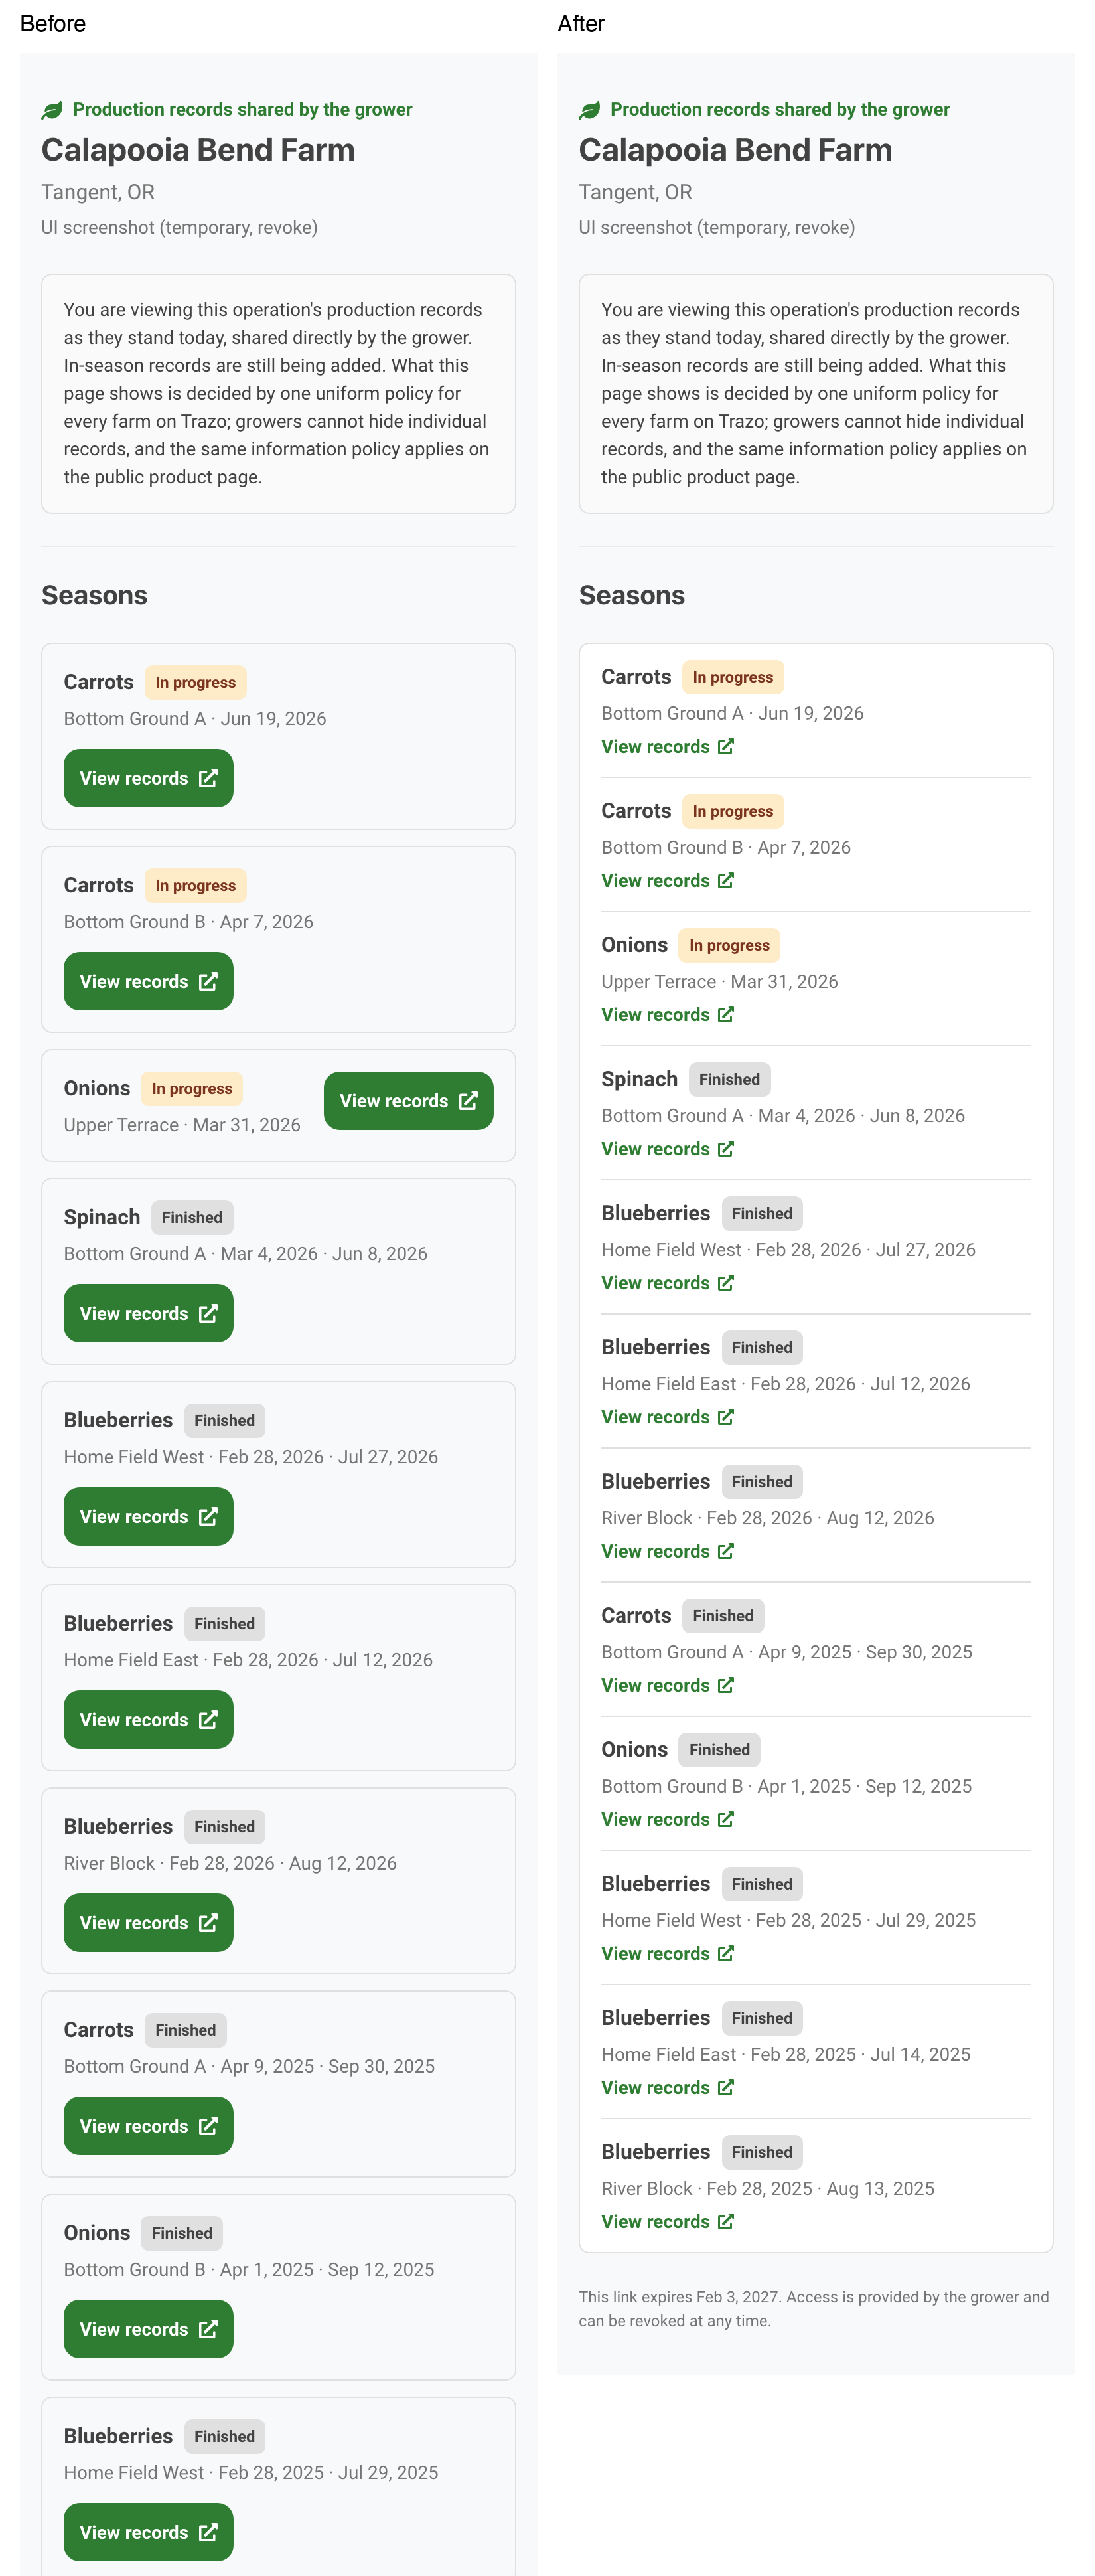 Before
Production records shared by the grower
Calapooia Bend Farm
Tangent, OR
UI screenshot (temporary, revoke)
You are viewing this operation's production records
as they stand today, shared directly by the grower.
In-season records are still being added. What this
page shows is decided by one uniform policy for
every farm on Trazo; growers cannot hide individual
records, and the same information policy applies on
the public product page.
Seasons
Carrots In progress
Bottom Ground A · Jun 19, 2026
View records
Carrots In progress
Bottom Ground B · Apr 7, 2026
View records
Onions In progress
Upper Terrace · Mar 31, 2026
View records
Spinach Finished
Bottom Ground A · Mar 4, 2026 · Jun 8, 2026
View records
Blueberries Finished
Home Field West · Feb 28, 2026 · Jul 27, 2026
View records
Blueberries Finished
Home Field East · Feb 28, 2026 · Jul 12, 2026
View records
Blueberries Finished
River Block · Feb 28, 2026 · Aug 12, 2026
View records
Carrots Finished
Bottom Ground A · Apr 9, 2025 · Sep 30, 2025
View records
Onions Finished
Bottom Ground B · Apr 1, 2025 · Sep 12, 2025
View records
Blueberries Finished
Home Field West · Feb 28, 2025 · Jul 29, 2025
View records
After
Production records shared by the grower
Calapooia Bend Farm
Tangent, OR
UI screenshot (temporary, revoke)
You are viewing this operation's production records
as they stand today, shared directly by the grower.
In-season records are still being added. What this
page shows is decided by one uniform policy for
every farm on Trazo; growers cannot hide individual
records, and the same information policy applies on
the public product page.
Seasons
Carrots In progress
Bottom Ground A · Jun 19, 2026
View records
Carrots In progress
Bottom Ground B · Apr 7, 2026
View records
Onions In progress
Upper Terrace · Mar 31, 2026
View records
Spinach Finished
Bottom Ground A · Mar 4, 2026 · Jun 8, 2026
View records
Blueberries Finished
Home Field West · Feb 28, 2026 · Jul 27, 2026
View records
Blueberries Finished
Home Field East · Feb 28, 2026 · Jul 12, 2026
View records
Blueberries Finished
River Block · Feb 28, 2026 · Aug 12, 2026
View records
Carrots Finished
Bottom Ground A · Apr 9, 2025 · Sep 30, 2025
View records
Onions Finished
Bottom Ground B · Apr 1, 2025 · Sep 12, 2025
View records
Blueberries Finished
Home Field West · Feb 28, 2025 · Jul 29, 2025
View records
Blueberries Finished
Home Field East · Feb 28, 2025 · Jul 14, 2025
View records
Blueberries Finished
River Block · Feb 28, 2025 · Aug 13, 2025
View records
This link expires Feb 3, 2027. Access is provided by the grower and
can be revoked at any time.